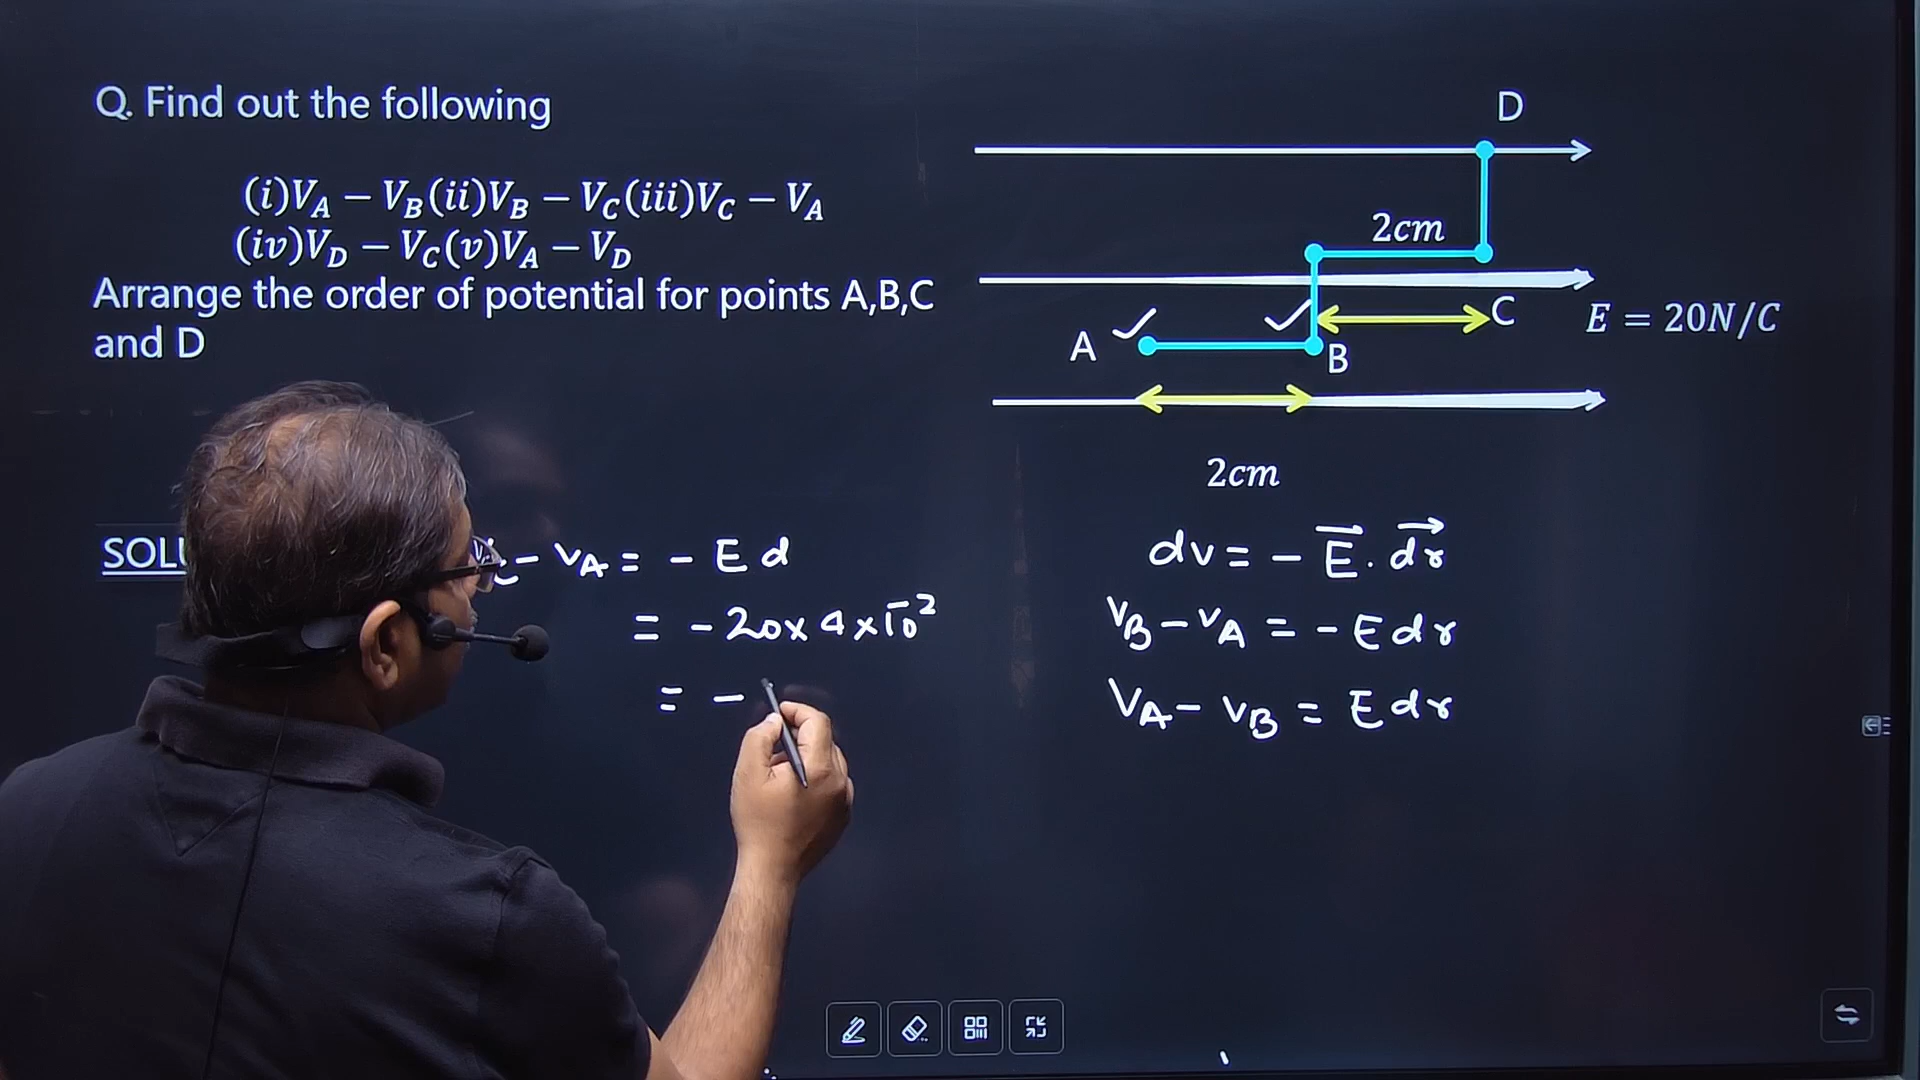 Q. Find out the following
(i)V_A − V_B(ii)V_B − V_C(iii)V_C − V_A
(iv)V_D − V_C(v)V_A − V_D
Arrange the order of potential for points A,B,C
and D
D
2cm
C
E = 20N/C
A
B
2cm
SOLU
− V_A = − E d
= − 20 × 4 × 10^-2
= −
dv = − E⃗ . dr⃗
V_B − V_A = − E dr
V_A − V_B = E dr